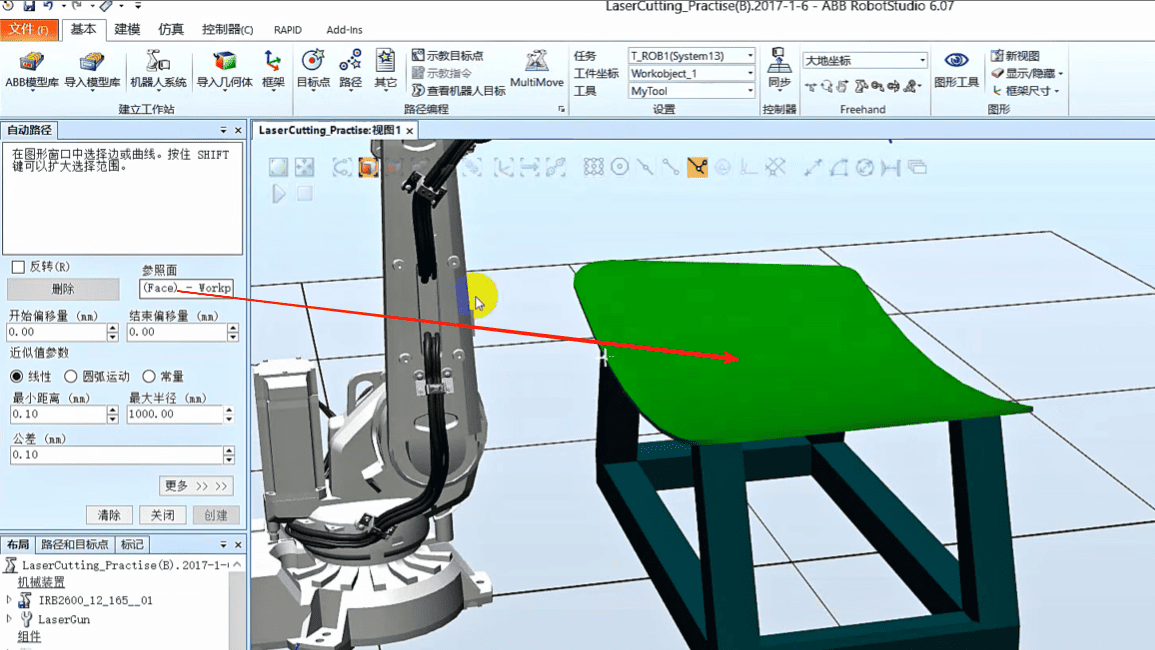 LaserCutting_Practise(B).2017-1-6 - ABB RobotStudio 6.07
文件(F) 基本 建模 仿真 控制器(C) RAPID Add-Ins
ABB模型库 导入模型库 机器人系统 导入几何体 框架 目标点 路径 其它
示教目标点
示教指令
查看机器人目标
MultiMove
任务 T_ROB1(System13)
工件坐标 Workobject_1
工具 MyTool
同步
大地坐标
图形工具
新视图
显示/隐藏
框架尺寸
建立工作站 路径编程 设置 控制器 Freehand 图形
自动路径
LaserCutting_Practise:视图1
在图形窗口中选择边或曲线。按住 SHIFT
键可以扩大选择范围。
反转(R) 参照面
删除 (Face) - Workp
开始偏移量 (mm) 结束偏移量 (mm)
0.00 0.00
近似值参数
线性 圆弧运动 常量
最小距离 (mm) 最大半径 (mm)
0.10 1000.00
公差 (mm)
0.10
更多 >> >>
清除 关闭 创建
布局 路径和目标点 标记
LaserCutting_Practise(B).2017-1-
机械装置
IRB2600_12_165__01
LaserGun
组件